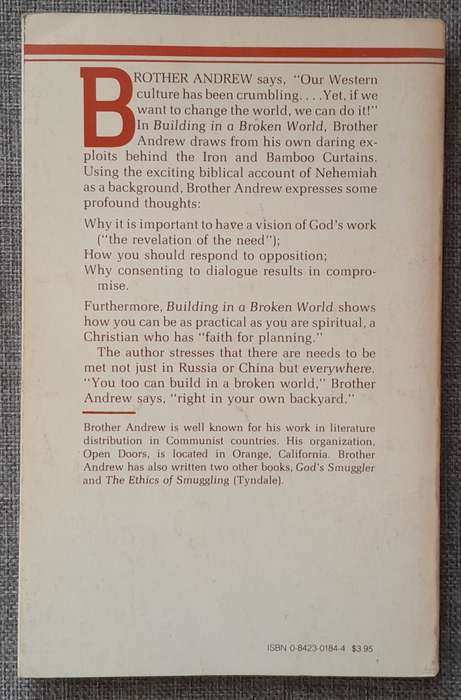 BROTHER ANDREW says, "Our Western
culture has been crumbling. . . . Yet, if we
want to change the world, we can do it!"
In Building in a Broken World, Brother
Andrew draws from his own daring ex-
ploits behind the Iron and Bamboo Curtains.
Using the exciting biblical account of Nehemiah
as a background, Brother Andrew expresses some
profound thoughts:
Why it is important to have a vision of God's work
("the revelation of the need");
How you should respond to opposition;
Why consenting to dialogue results in compro-
mise.
Furthermore, Building in a Broken World shows
how you can be as practical as you are spiritual, a
Christian who has "faith for planning."
The author stresses that there are needs to be
met not just in Russia or China but everywhere.
"You too can build in a broken world," Brother
Andrew says, "right in your own backyard."
Brother Andrew is well known for his work in literature
distribution in Communist countries. His organization,
Open Doors, is located in Orange, California. Brother
Andrew has also written two other books, God's Smuggler
and The Ethics of Smuggling (Tyndale).
ISBN 0-8423-0184-4 $3.95